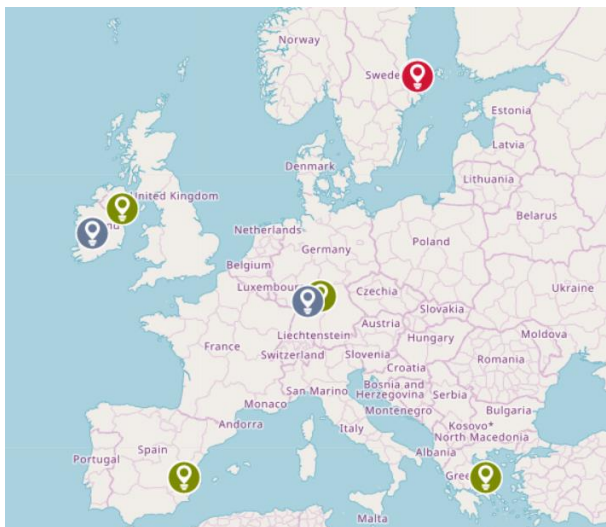 Norway
Swede
Estonia
Latvia
Denmark
Lithuania
United Kingdom
Belarus
Netherlands
Poland
Germany
Belgium
Ukraine
Luxembou
Czechia
Slovakia
Austria
Moldova
Liechtenstein
Hungary
France
Switzerland
Slovenia
Romania
Croatia
San Marino
Bosnia and
Herzegovina
Serbia
Monaco
Montenegro
Bulgaria
Andorra
Italy
Kosovo*
North Macedonia
Spain
Albania
Portugal
Gree
Malta